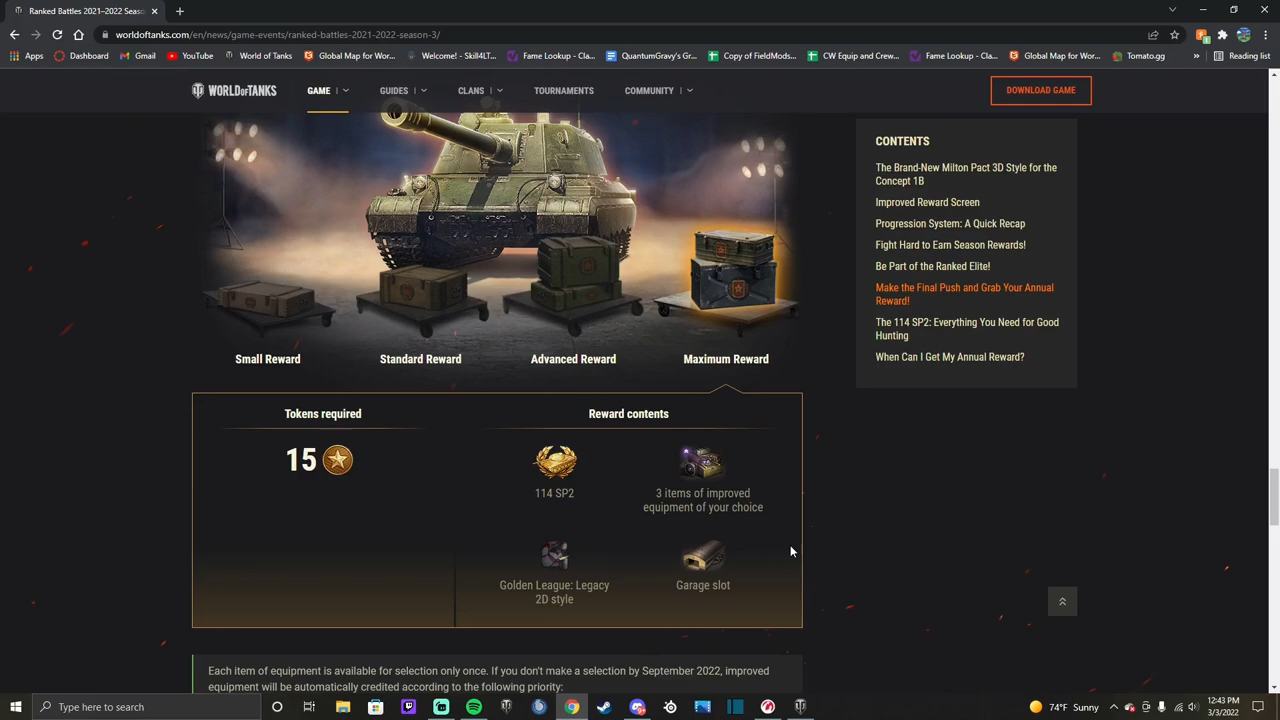 Ranked Battles 2021–2022 Seaso
worldoftanks.com/en/news/game-events/ranked-battles-2021-2022-season-3/
Apps
Dashboard
Gmail
YouTube
World of Tanks
Global Map for Wor...
Welcome - Skill4LT...
Fame Lookup - Cla...
QuantumGravy's Gr...
Copy of FieldMods...
CW Equip and Crew...
Fame Lookup - Cla...
Global Map for Wor...
Tomato.gg
»
Reading list
WORLD OF TANKS
GAME
GUIDES
CLANS
TOURNAMENTS
COMMUNITY
DOWNLOAD GAME
CONTENTS
The Brand-New Milton Pact 3D Style for the
Concept 1B
Improved Reward Screen
Progression System: A Quick Recap
Fight Hard to Earn Season Rewards!
Be Part of the Ranked Elite!
Make the Final Push and Grab Your Annual
Reward!
The 114 SP2: Everything You Need for Good
Hunting
When Can I Get My Annual Reward?
Small Reward
Standard Reward
Advanced Reward
Maximum Reward
Tokens required
15
Reward contents
114 SP2
3 items of improved
equipment of your choice
Golden League: Legacy
2D style
Garage slot
Each item of equipment is available for selection only once. If you don't make a selection by September 2022, improved
equipment will be automatically credited according to the following priority:
Type here to search
74°F Sunny
12:43 PM
3/3/2022